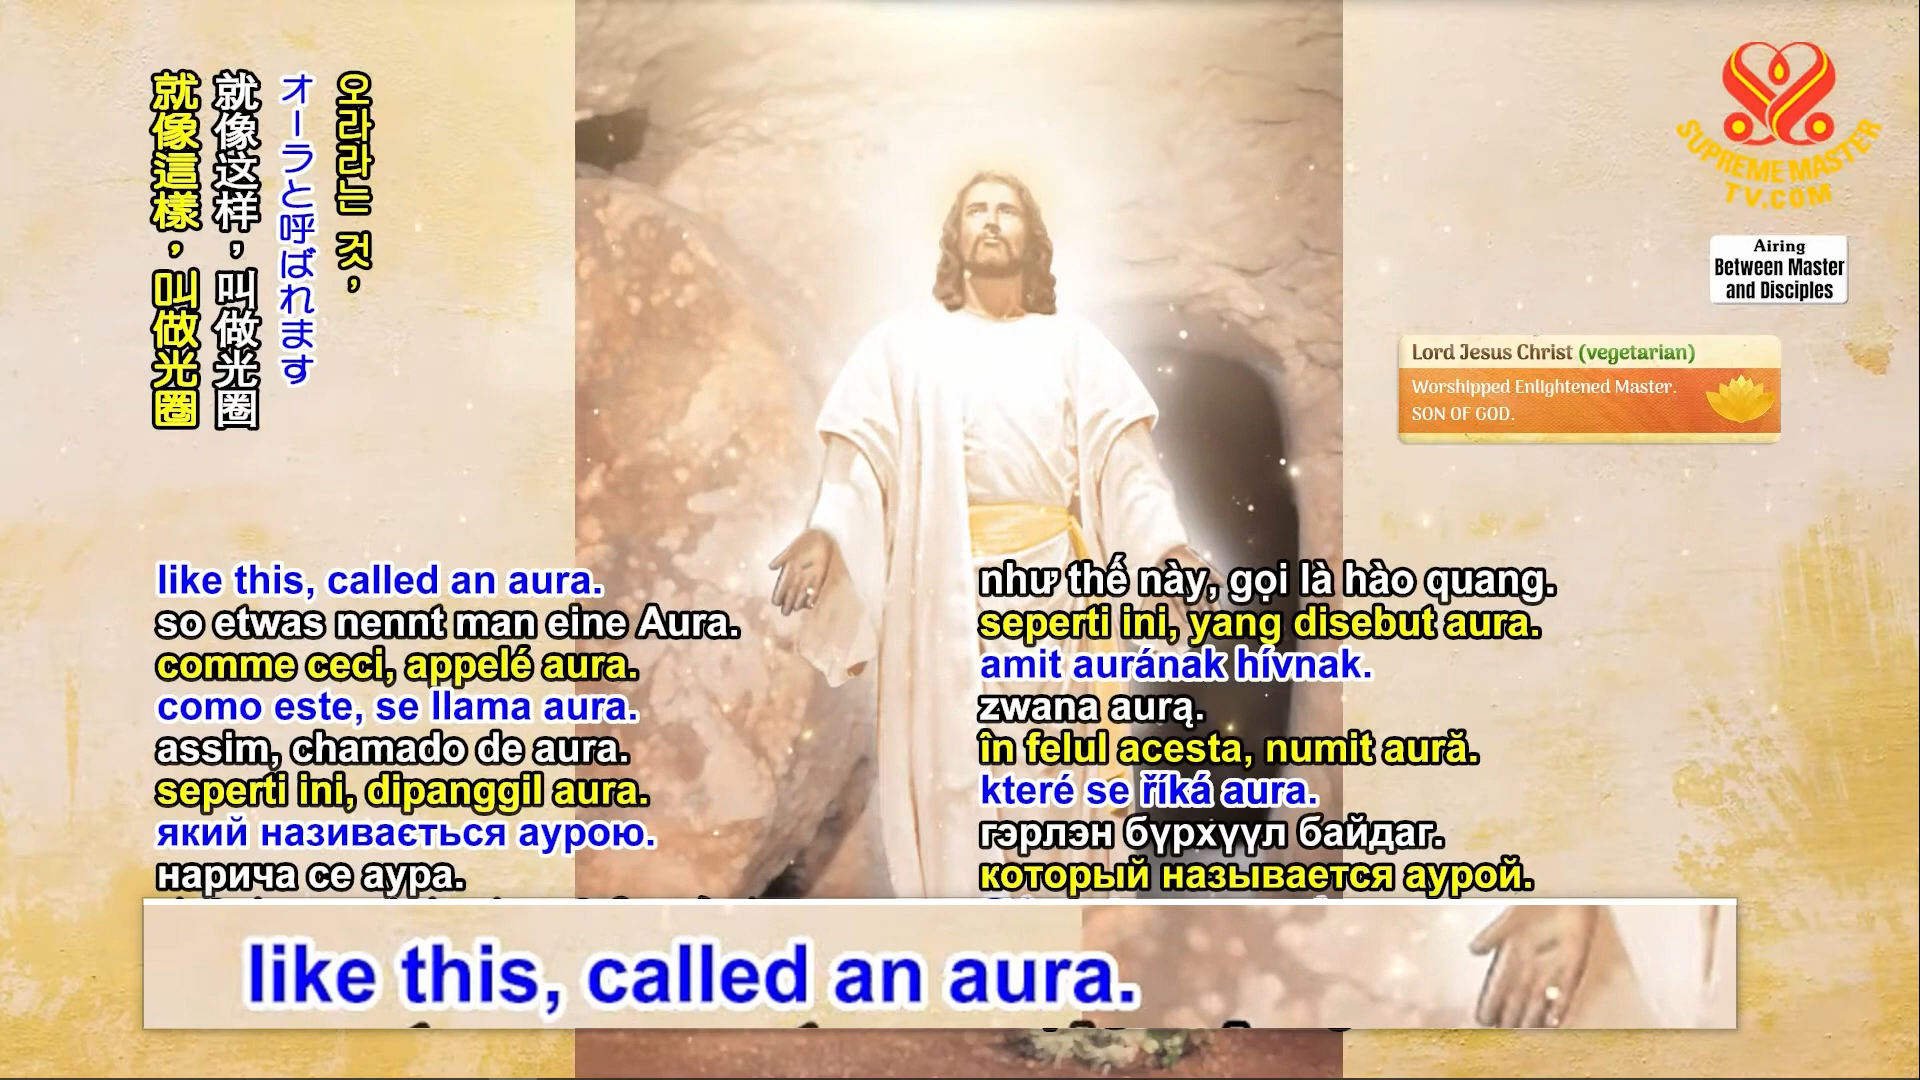 就像這樣，叫做光圈
就像这样，叫做光圈
オーラと呼ばれます
오라라는 것，
SUPREME MASTER
TV.COM
Airing
Between Master
and Disciples
Lord Jesus Christ (vegetarian)
Worshipped Enlightened Master.
SON OF GOD.
like this, called an aura.
so etwas nennt man eine Aura.
comme ceci, appelé aura.
como este, se llama aura.
assim, chamado de aura.
seperti ini, dipanggil aura.
який називається аурою.
нарича се аура.
như thế này, gọi là hào quang.
seperti ini, yang disebut aura.
amit aurának hívnak.
zwana aurą.
în felul acesta, numit aură.
které se říká aura.
гэрлэн бүрхүүл байдаг.
который называется аурой.
like this, called an aura.